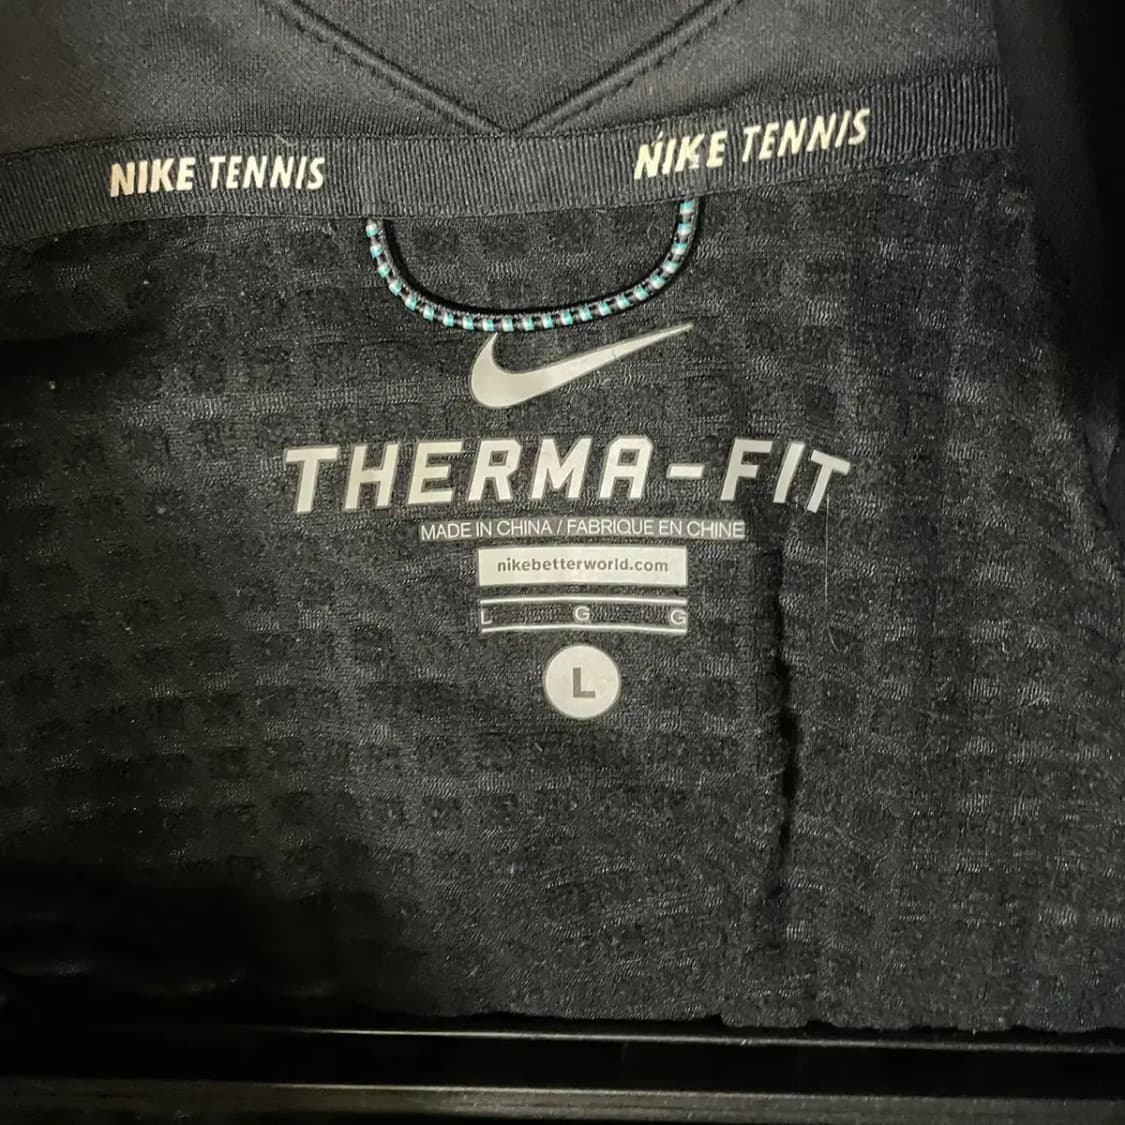 NIKE TENNIS NIKE TENNIS
THERMA-FIT
MADE IN CHINA / FABRIQUE EN CHINE
nikebetterworld.com
L G G
L